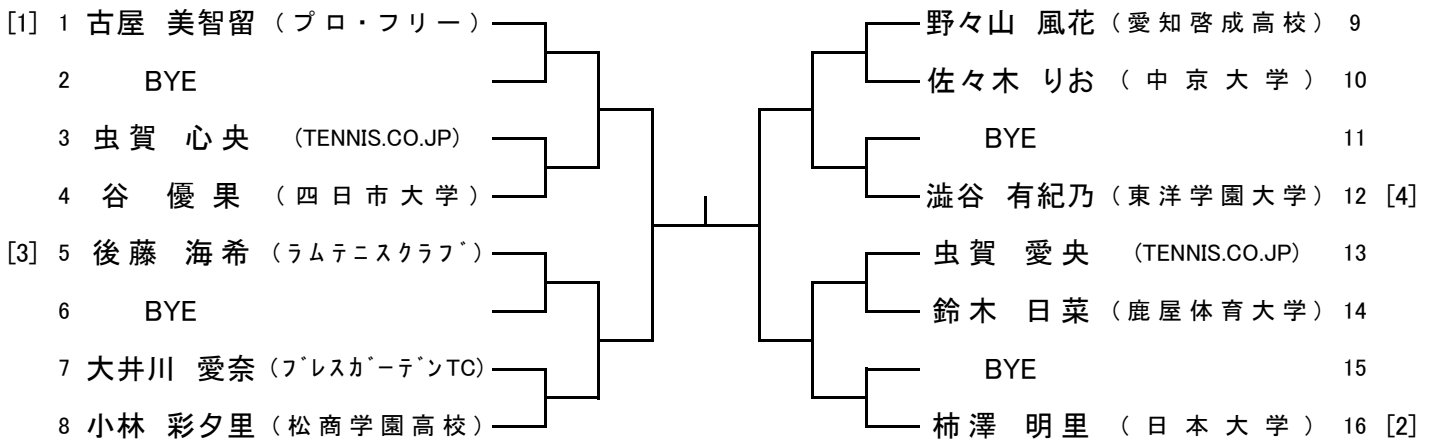 [1] 1 古屋 美智留 (プロ・フリー)
2 BYE
3 虫賀 心央 (TENNIS.CO.JP)
4 谷 優果 (四日市大学)
[3] 5 後藤 海希 (ラムテニスクラブ)
6 BYE
7 大井川 愛奈 (ブレスガーデンTC)
8 小林 彩夕里 (松商学園高校)
野々山 風花 (愛知啓成高校) 9
佐々木 りお (中京大学) 10
BYE 11
澁谷 有紀乃 (東洋学園大学) 12 [4]
虫賀 愛央 (TENNIS.CO.JP) 13
鈴木 日菜 (鹿屋体育大学) 14
BYE 15
柿澤 明里 (日本大学) 16 [2]